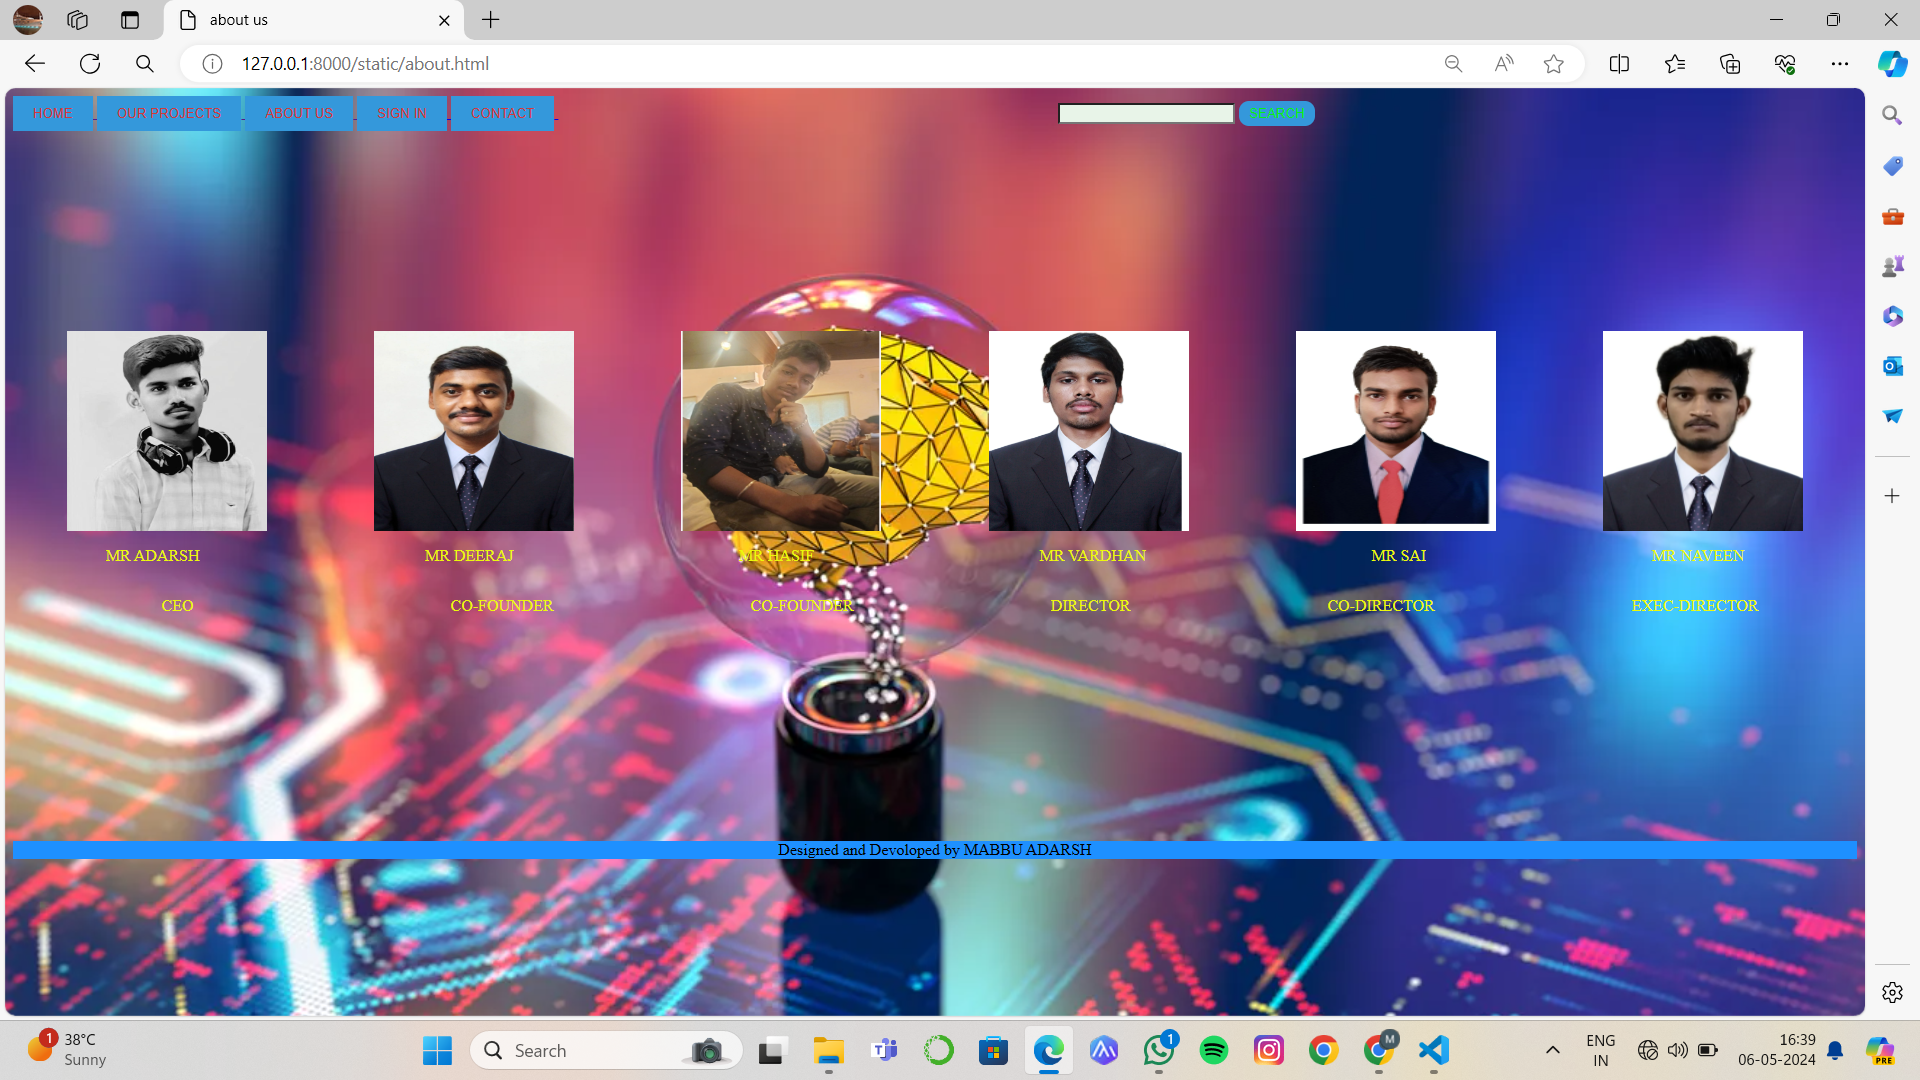 about us
127.0.0.1:8000/static/about.html
HOME OUR PROJECTS ABOUT US SIGN IN CONTACT SEARCH
MR ADARSH MR DEERAJ MR HASIF MR VARDHAN MR SAI MR NAVEEN
CEO CO-FOUNDER CO-FOUNDER DIRECTOR CO-DIRECTOR EXEC-DIRECTOR
Designed and Devoloped by MABBU ADARSH
1
38°C
Sunny
Search
1
M
ENG
IN
16:39
06-05-2024
PRE